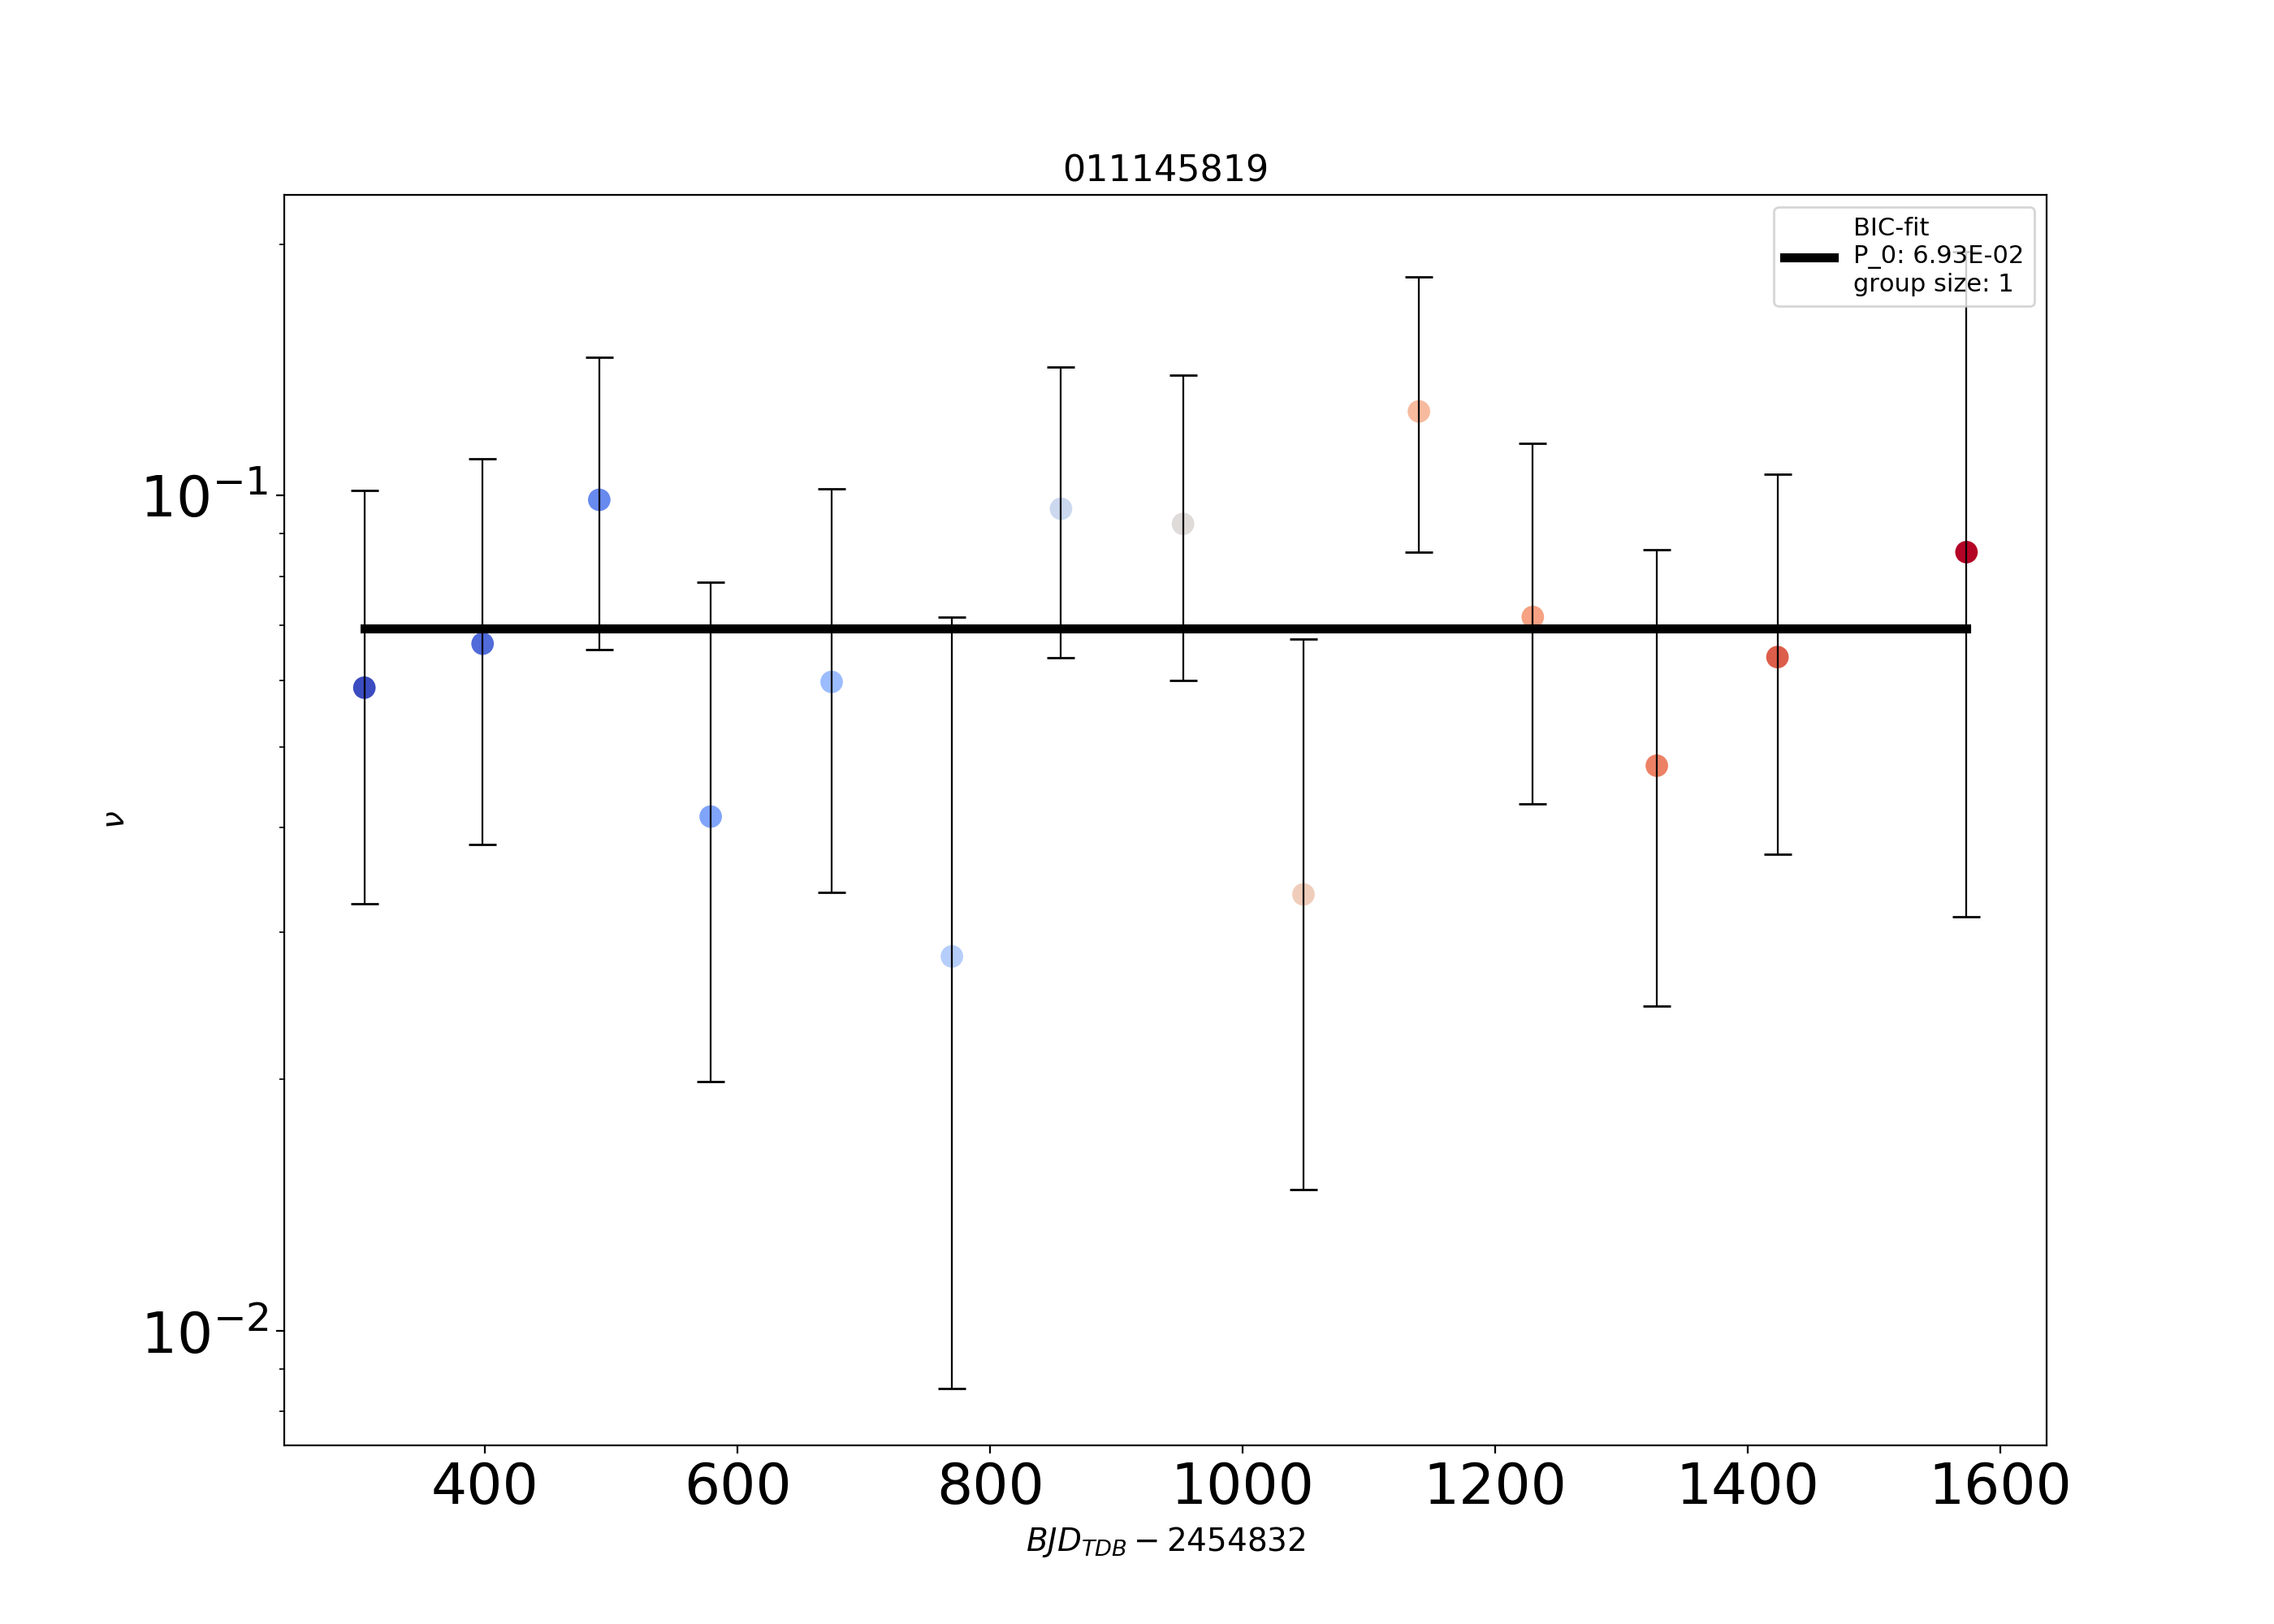 011145819
BIC-fit
P_0: 6.93E-02
group size: 1
10⁻¹
10⁻²
ν
400 600 800 1000 1200 1400 1600
BJD_TDB − 2454832